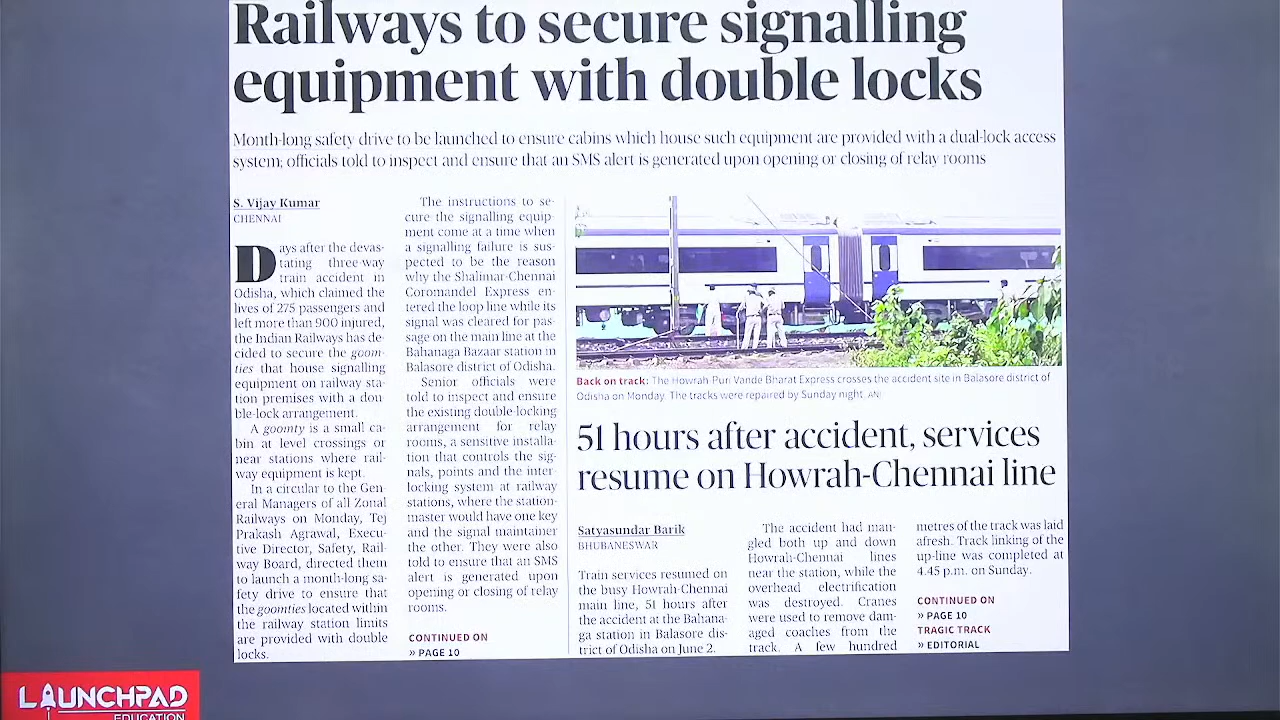 Railways to secure signalling
equipment with double locks
Month-long safety drive to be launched to ensure cabins which house such equipment are provided with a dual-lock access
system; officials told to inspect and ensure that an SMS alert is generated upon opening or closing of relay rooms
S. Vijay Kumar
CHENNAI
Days after the devas-
tating three-way
train accident in
Odisha, which claimed the
lives of 275 passengers and
left more than 900 injured,
the Indian Railways has de-
cided to secure the goom-
ties that house signalling
equipment on railway sta-
tion premises with a dou-
ble-lock arrangement.
A goomty is a small ca-
bin at level crossings or
near stations where rail-
way equipment is kept.
In a circular to the Gen-
eral Managers of all Zonal
Railways on Monday, Tej
Prakash Agrawal, Execu-
tive Director, Safety, Rail-
way Board, directed them
to launch a month-long sa-
fety drive to ensure that
the goomties located within
the railway station limits
are provided with double
locks.
The instructions to se-
cure the signalling equip-
ment come at a time when
a signalling failure is sus-
pected to be the reason
why the Shalimar-Chennai
Coromandel Express en-
tered the loop line while its
signal was cleared for pas-
sage on the main line at the
Bahanaga Bazaar station in
Balasore district of Odisha.
Senior officials were
told to inspect and ensure
the existing double-locking
arrangement for relay
rooms, a sensitive installa-
tion that controls the sig-
nals, points and the inter-
locking system at railway
stations, where the station-
master would have one key
and the signal maintainer
the other. They were also
told to ensure that an SMS
alert is generated upon
opening or closing of relay
rooms.
CONTINUED ON
» PAGE 10
Back on track: The Howrah-Puri Vande Bharat Express crosses the accident site in Balasore district of
Odisha on Monday. The tracks were repaired by Sunday night. ANI
51 hours after accident, services
resume on Howrah-Chennai line
Satyasundar Barik
BHUBANESWAR
Train services resumed on
the busy Howrah-Chennai
main line, 51 hours after
the accident at the Bahana-
ga station in Balasore dis-
trict of Odisha on June 2.
The accident had man-
gled both up and down
Howrah-Chennai lines
near the station, while the
overhead electrification
was destroyed. Cranes
were used to remove dam-
aged coaches from the
track. A few hundred
metres of the track was laid
afresh. Track linking of the
up-line was completed at
4.45 p.m. on Sunday.
CONTINUED ON
» PAGE 10
TRAGIC TRACK
» EDITORIAL
LAUNCHPAD
EDUCATION